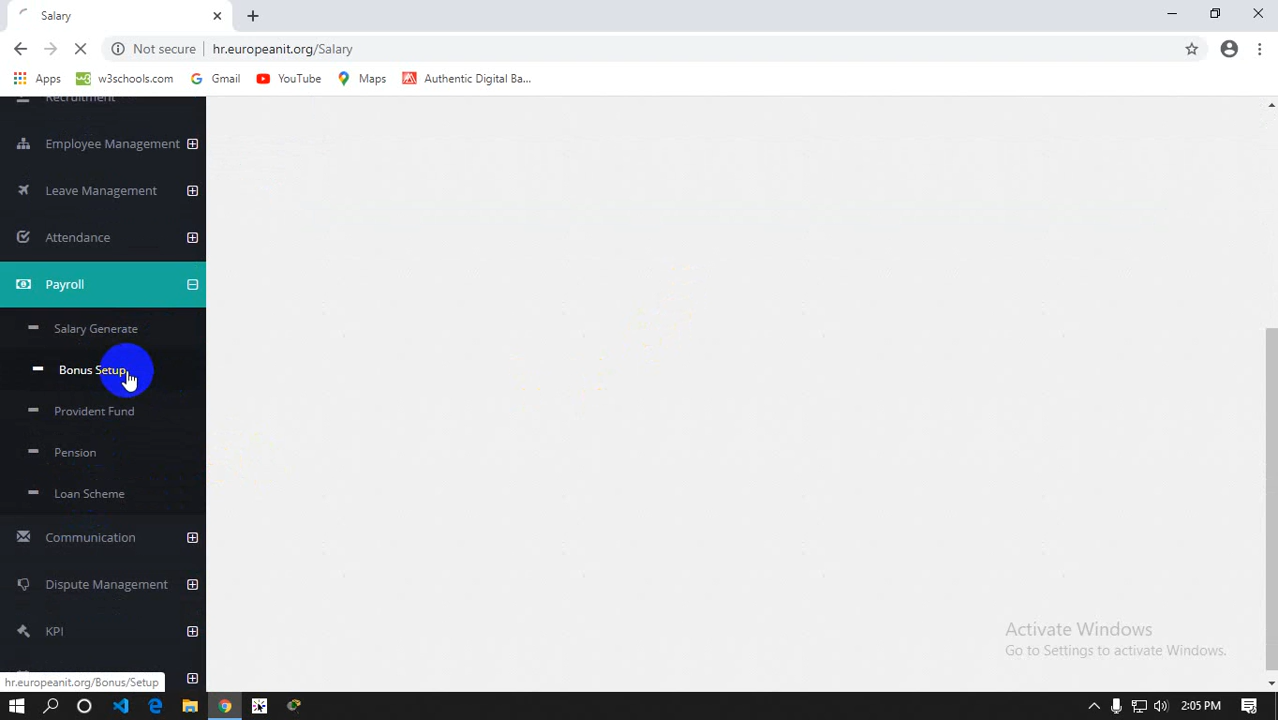 Salary
Not secure
hr.europeanit.org/Salary
Apps
w3schools.com
Gmail
YouTube
Maps
Authentic Digital Ba...
Recruitment
Employee Management
Leave Management
Attendance
Payroll
Salary Generate
Bonus Setup
Provident Fund
Pension
Loan Scheme
Communication
Dispute Management
KPI
hr.europeanit.org/Bonus/Setup
Activate Windows
Go to Settings to activate Windows.
2:05 PM